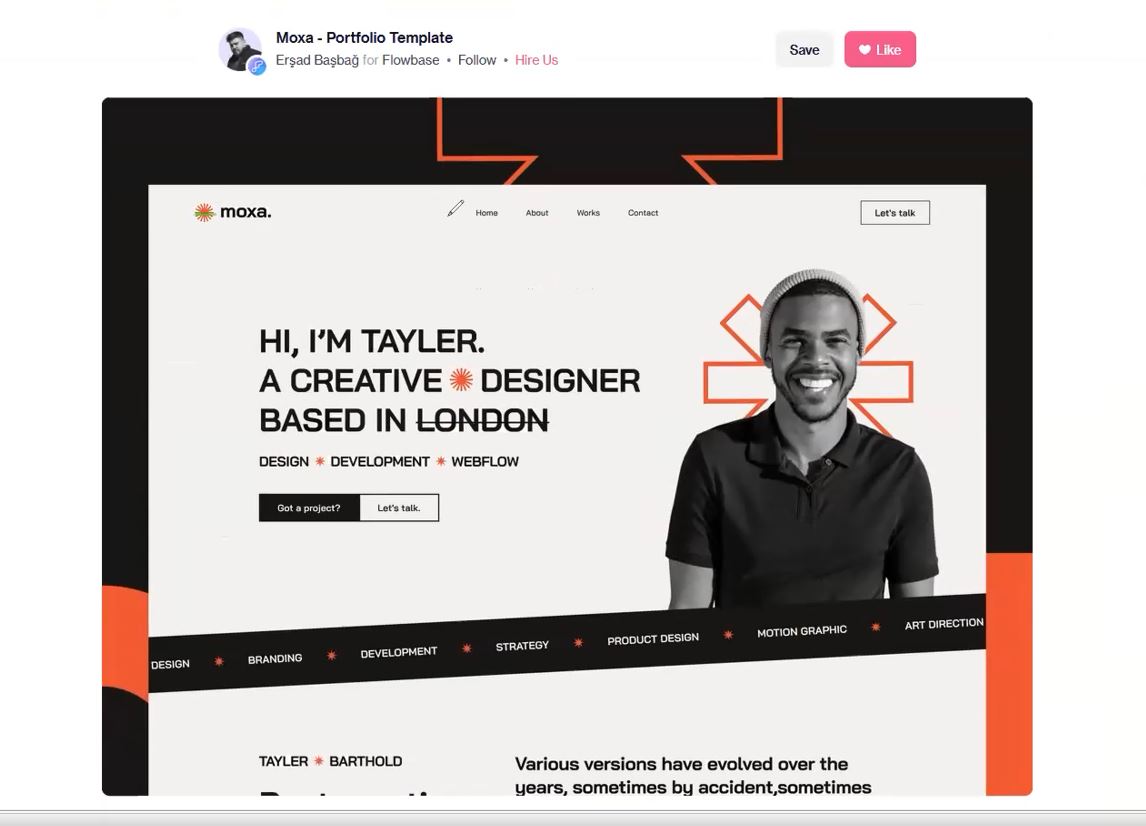 Moxa - Portfolio Template
Erşad Başbağ for Flowbase • Follow • Hire Us
Save
Like
moxa.
Home
About
Works
Contact
Let's talk
HI, I'M TAYLER.
A CREATIVE DESIGNER
BASED IN LONDON
DESIGN DEVELOPMENT WEBFLOW
Got a project?
Let's talk.
DESIGN BRANDING DEVELOPMENT STRATEGY PRODUCT DESIGN MOTION GRAPHIC ART DIRECTION
TAYLER BARTHOLD
Various versions have evolved over the
years, sometimes by accident,sometimes